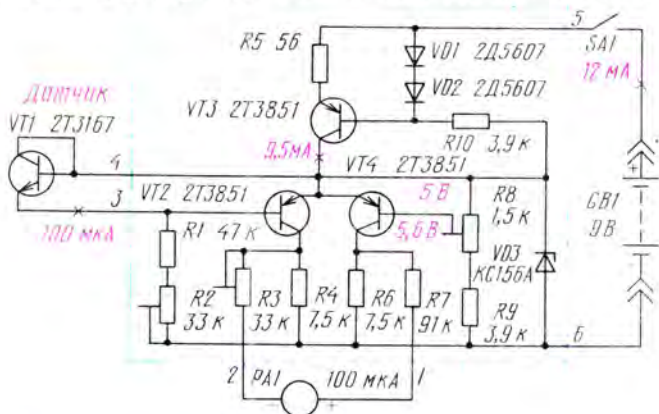 5
R5 56
VD1 2Д5607
SA1
12 мА
Датчик
VT1 2Т3167
VD2 2Д5607
VT3 2Т3851
R10 3,9 к
9,5мА
4
VT4 2Т3851
+
3
VT2 2Т3851
5 В
R8
1,5 к
GB1
9В
100 мкА
R1 47 к
5,6 В
VD3
КС156А
R2
33 к
R3
33 к
R4
7,5 к
R6
7,5 к
R7
91 к
R9
3,9 к
6
2 PA1 100 мкА 1
- +